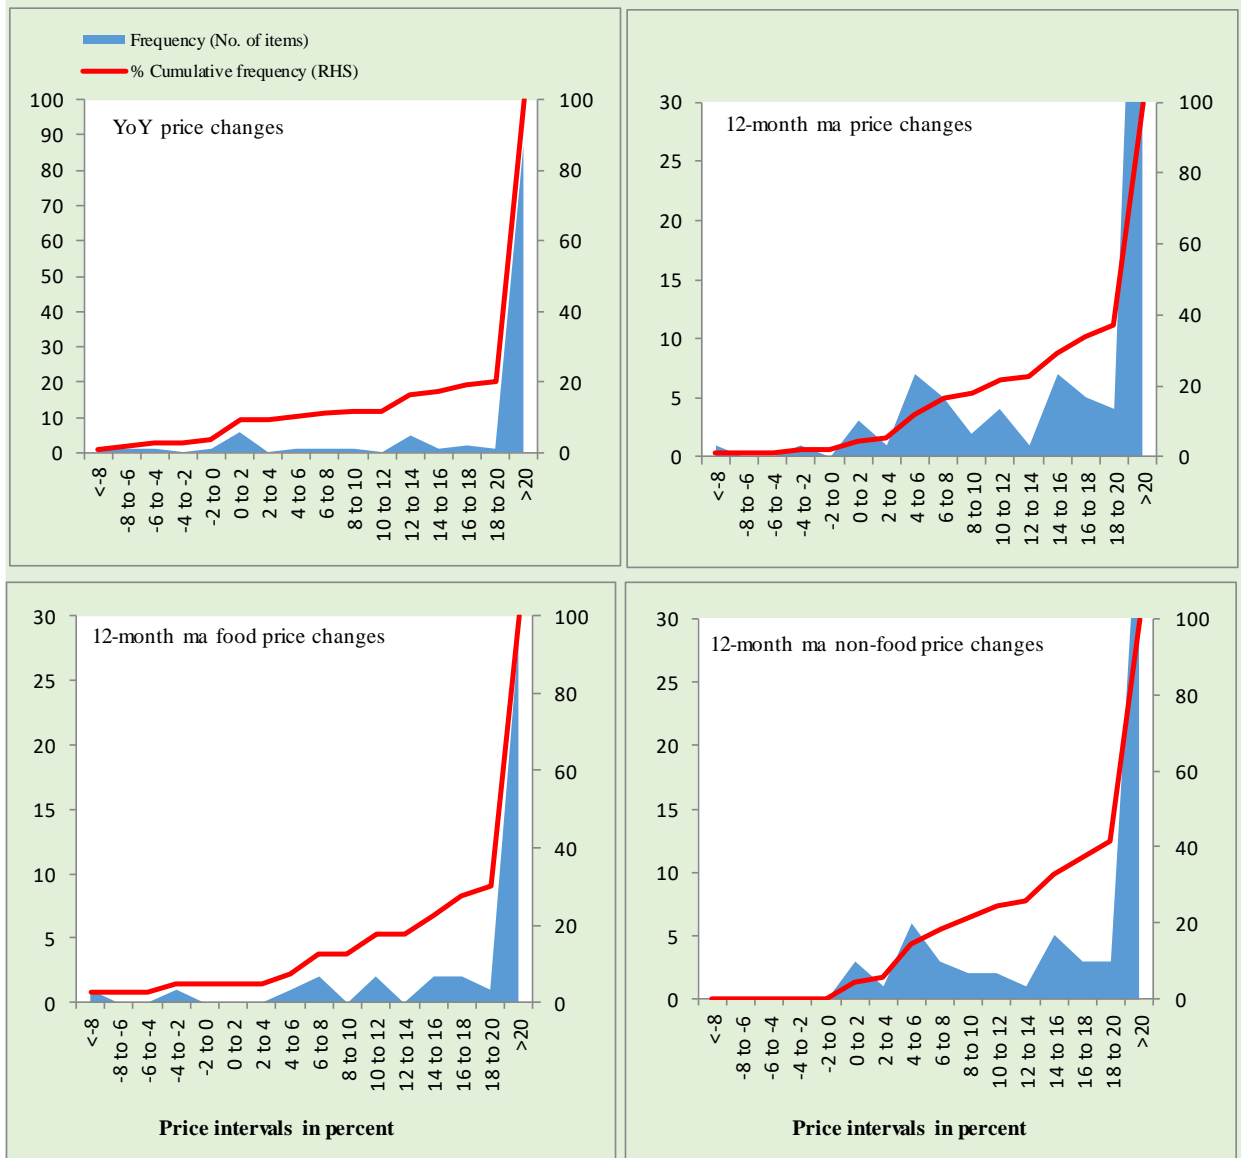 Frequency (No. of items)
% Cumulative frequency (RHS)
YoY price changes
100
90
80
70
60
50
40
30
20
10
0
100
80
60
40
20
0
<-8
-8 to -6
-6 to -4
-4 to -2
-2 to 0
0 to 2
2 to 4
4 to 6
6 to 8
8 to 10
10 to 12
12 to 14
14 to 16
16 to 18
18 to 20
>20
12-month ma price changes
30
25
20
15
10
5
0
100
80
60
40
20
0
<-8
-8 to -6
-6 to -4
-4 to -2
-2 to 0
0 to 2
2 to 4
4 to 6
6 to 8
8 to 10
10 to 12
12 to 14
14 to 16
16 to 18
18 to 20
>20
12-month ma food price changes
30
25
20
15
10
5
0
100
80
60
40
20
0
<-8
-8 to -6
-6 to -4
-4 to -2
-2 to 0
0 to 2
2 to 4
4 to 6
6 to 8
8 to 10
10 to 12
12 to 14
14 to 16
16 to 18
18 to 20
>20
Price intervals in percent
12-month ma non-food price changes
30
25
20
15
10
5
0
100
80
60
40
20
0
<-8
-8 to -6
-6 to -4
-4 to -2
-2 to 0
0 to 2
2 to 4
4 to 6
6 to 8
8 to 10
10 to 12
12 to 14
14 to 16
16 to 18
18 to 20
>20
Price intervals in percent